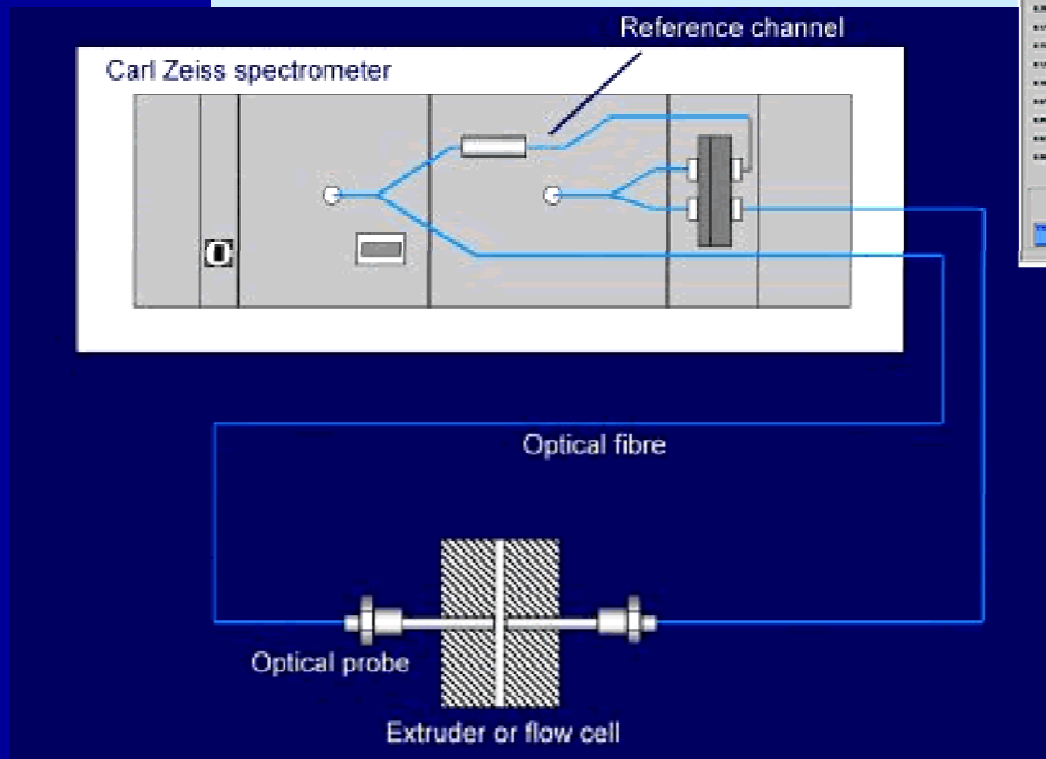 Reference channel
Carl Zeiss spectrometer
Optical fibre
Optical probe
Extruder or flow cell